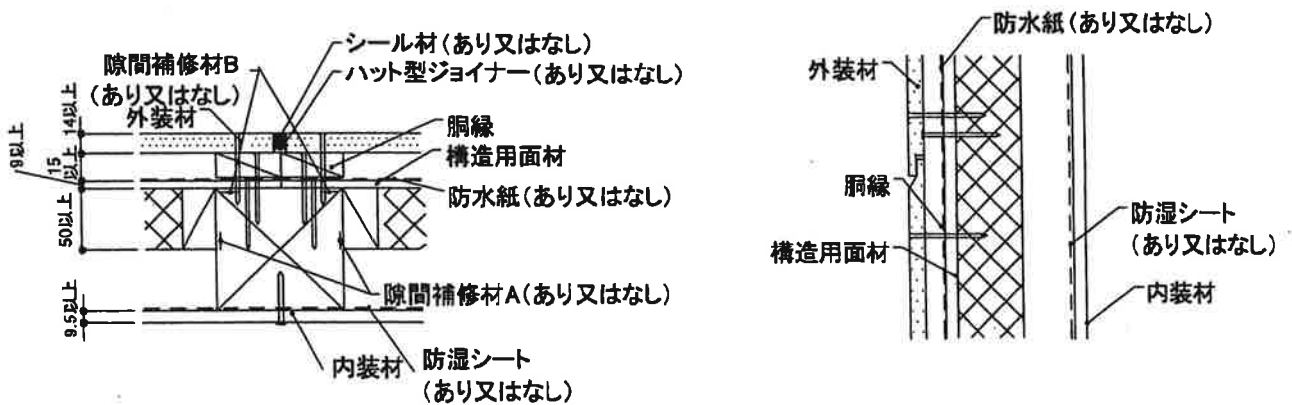 シール材(あり又はなし)
隙間補修材B
(あり又はなし)
ハット型ジョイナー(あり又はなし)
外装材
胴縁
構造用面材
防水紙(あり又はなし)
14以上
15
以上
9以上
50以上
9.5以上
隙間補修材A(あり又はなし)
内装材
防湿シート
(あり又はなし)
防水紙(あり又はなし)
外装材
胴縁
構造用面材
防湿シート
(あり又はなし)
内装材